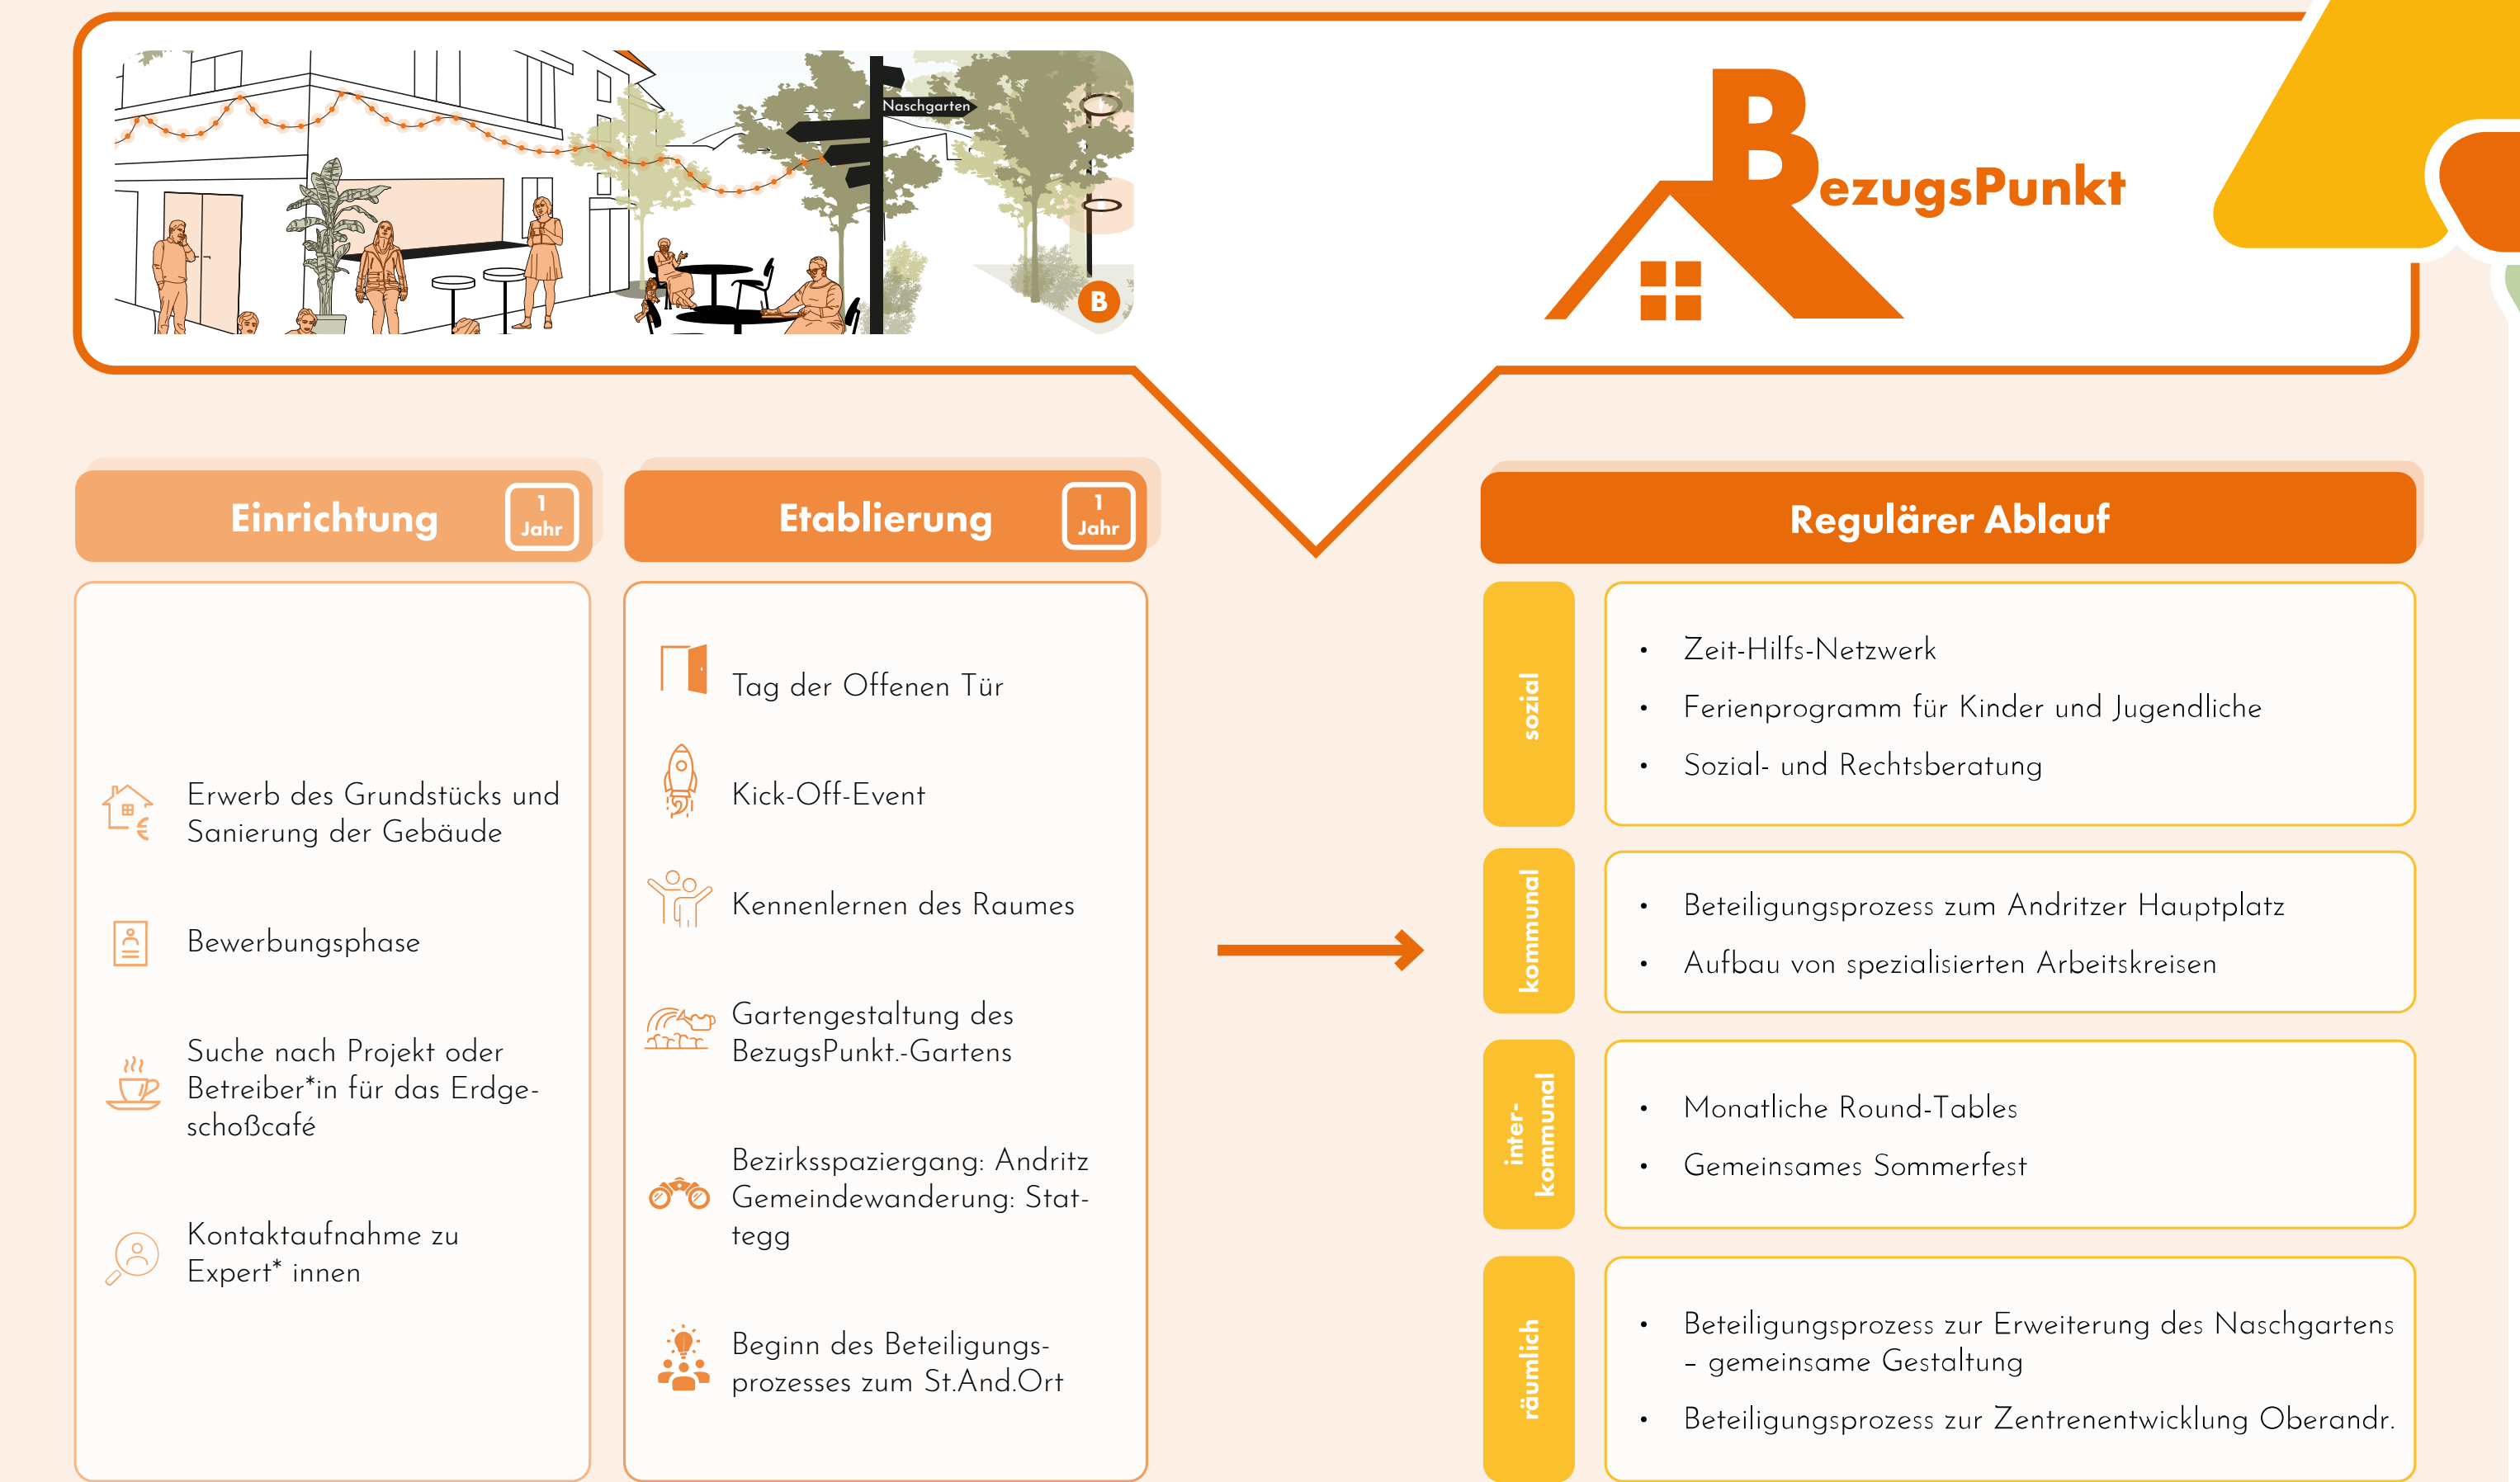 Naschgarten
B
BezugsPunkt
Einrichtung
1
Jahr
Erwerb des Grundstücks und
Sanierung der Gebäude
Bewerbungsphase
Suche nach Projekt oder
Betreiber*in für das Erdge-
schoßcafé
Kontaktaufnahme zu
Expert* innen
Etablierung
1
Jahr
Tag der Offenen Tür
Kick-Off-Event
Kennenlernen des Raumes
Gartengestaltung des
BezugsPunkt.-Gartens
Bezirksspaziergang: Andritz
Gemeindewanderung: Stat-
tegg
Beginn des Beteiligungs-
prozesses zum St.And.Ort
Regulärer Ablauf
sozial
• Zeit-Hilfs-Netzwerk
• Ferienprogramm für Kinder und Jugendliche
• Sozial- und Rechtsberatung
kommunal
• Beteiligungsprozess zum Andritzer Hauptplatz
• Aufbau von spezialisierten Arbeitskreisen
inter-
kommunal
• Monatliche Round-Tables
• Gemeinsames Sommerfest
räumlich
• Beteiligungsprozess zur Erweiterung des Naschgartens
– gemeinsame Gestaltung
• Beteiligungsprozess zur Zentrenentwicklung Oberandr.